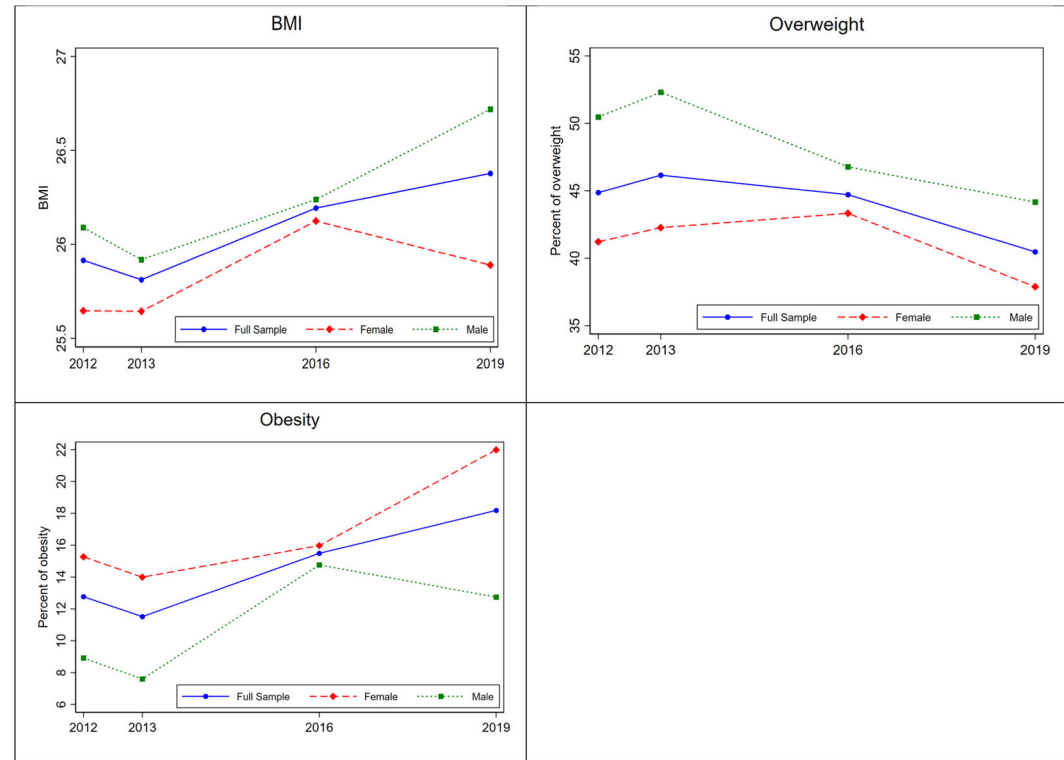 BMI
27
26.5
26
25.5
BMI
Full Sample Female Male
2012 2013 2016 2019
Overweight
55
50
45
40
35
Percent of overweight
Full Sample Female Male
2012 2013 2016 2019
Obesity
22
20
18
16
14
12
10
8
6
Percent of obesity
Full Sample Female Male
2012 2013 2016 2019